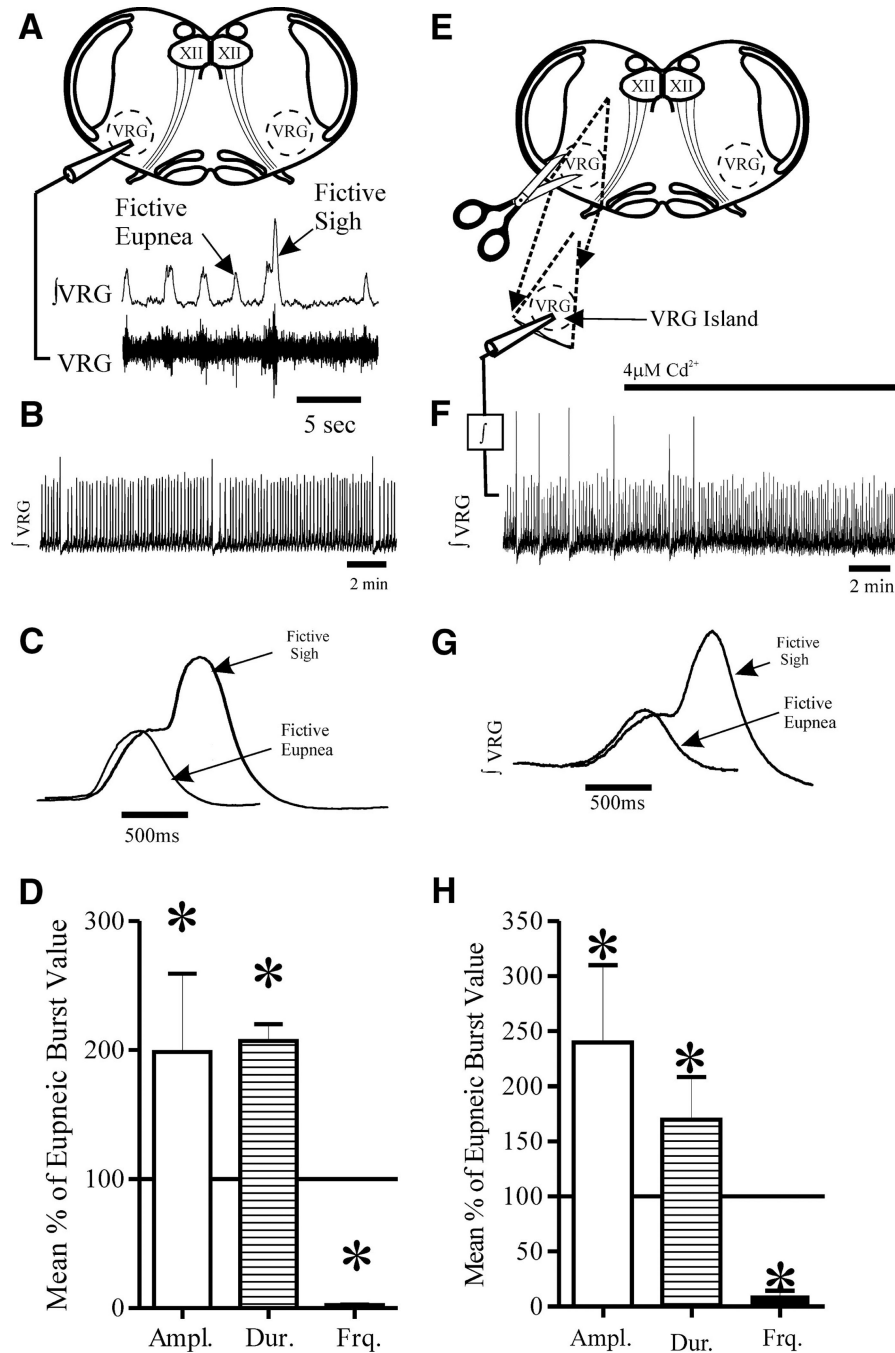 A
XII XII
VRG
VRG
Fictive
Eupnea
Fictive
Sigh
∫VRG
VRG
5 sec
B
∫ VRG
2 min
C
Fictive
Sigh
Fictive
Eupnea
500ms
D
Mean % of Eupneic Burst Value
300
200
100
0
*
*
*
Ampl.
Dur.
Frq.
E
XII XII
VRG
VRG
VRG
VRG Island
4μM Cd²⁺
∫
F
∫ VRG
2 min
G
∫ VRG
Fictive
Sigh
Fictive
Eupnea
500ms
H
Mean % of Eupneic Burst Value
350
300
250
200
150
100
50
0
*
*
*
Ampl.
Dur.
Frq.